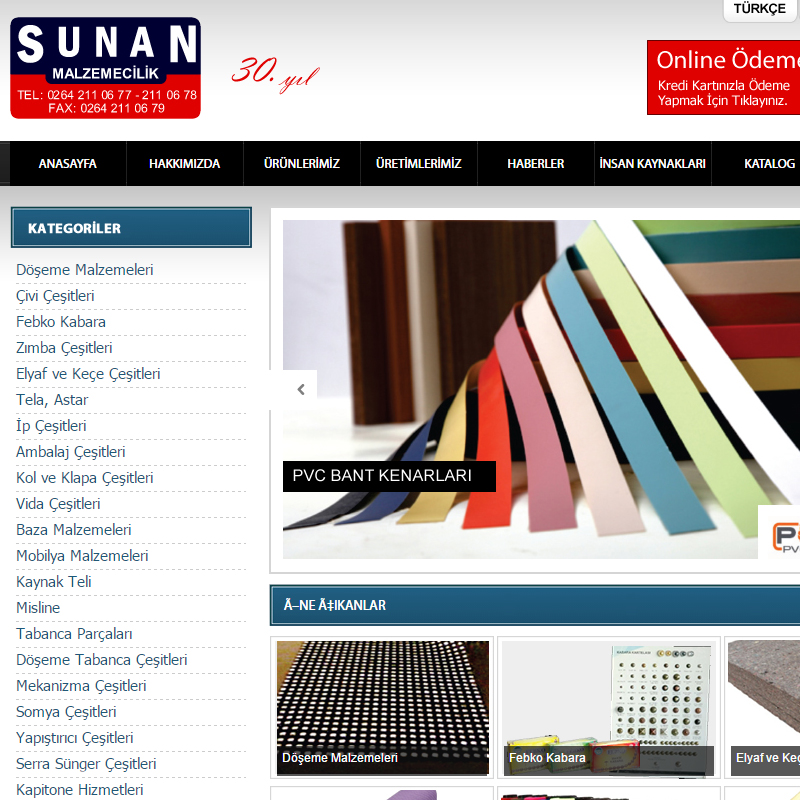 TÜRKÇE
SUNAN
MALZEMECİLİK
TEL: 0264 211 06 77 - 211 06 78
FAX: 0264 211 06 79
30. yıl
Online Ödeme
Kredi Kartınızla Ödeme
Yapmak İçin Tıklayınız.
ANASAYFA HAKKIMIZDA ÜRÜNLERİMİZ ÜRETİMLERİMİZ HABERLER İNSAN KAYNAKLARI KATALOG
KATEGORİLER
Döşeme Malzemeleri
Çivi Çeşitleri
Febko Kabara
Zımba Çeşitleri
Elyaf ve Keçe Çeşitleri
Tela, Astar
İp Çeşitleri
Ambalaj Çeşitleri
Kol ve Klapa Çeşitleri
Vida Çeşitleri
Baza Malzemeleri
Mobilya Malzemeleri
Kaynak Teli
Misline
Tabanca Parçaları
Döşeme Tabanca Çeşitleri
Mekanizma Çeşitleri
Somya Çeşitleri
Yapıştırıcı Çeşitleri
Serra Sünger Çeşitleri
Kapitone Hizmetleri
PVC BANT KENARLARI
Ã–NE Ã‡IKANLAR
Döşeme Malzemeleri
Febko Kabara
Elyaf ve Keç